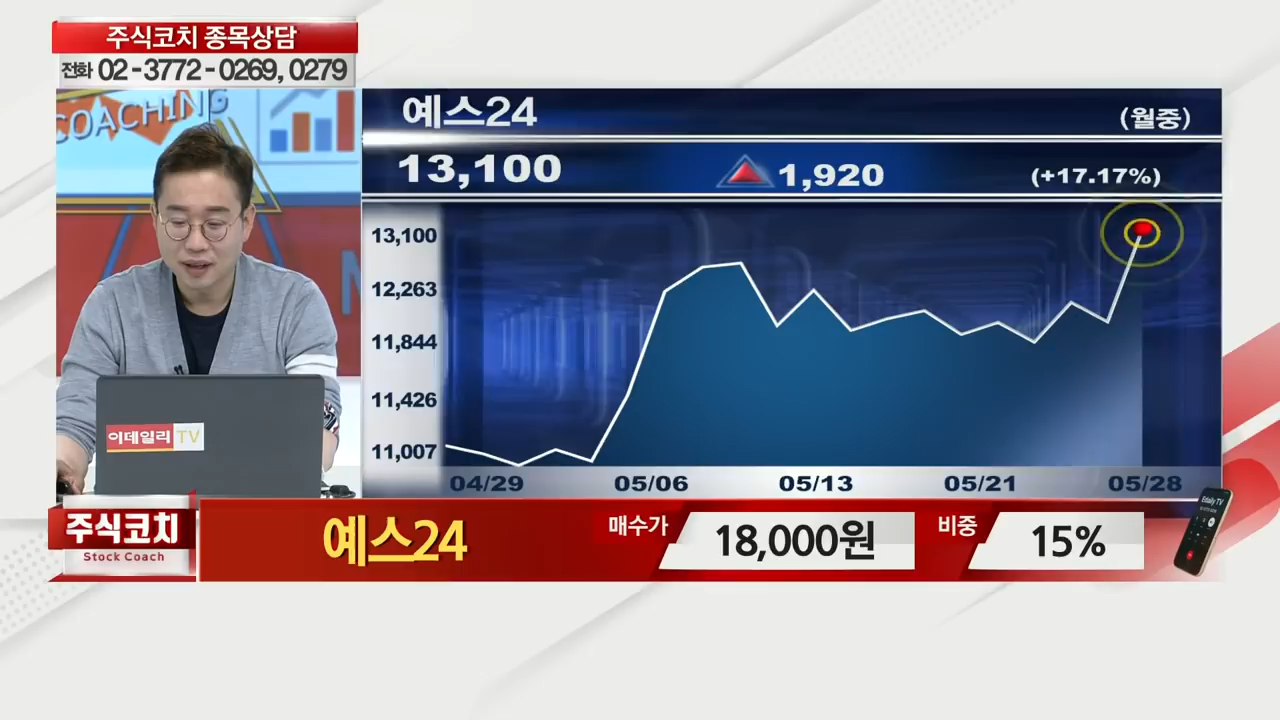 주식코치 종목상담
전화 02-3772-0269, 0279
COACHING
예스24
(월중)
13,100
1,920
(+17.17%)
13,100
12,263
11,844
11,426
11,007
04/29
05/06
05/13
05/21
05/28
이데일리TV
주식코치
Stock Coach
예스24
매수가
18,000원
비중
15%
Edaily TV